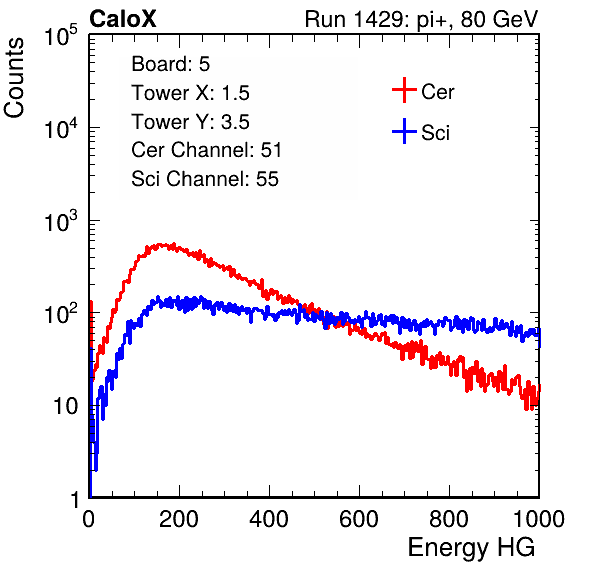 CaloX Run 1429: pi+, 80 GeV
Board: 5
Tower X: 1.5
Tower Y: 3.5
Cer Channel: 51
Sci Channel: 55
Cer
Sci
Counts
10^5
10^4
10^3
10^2
10
1
0 200 400 600 800 1000
Energy HG